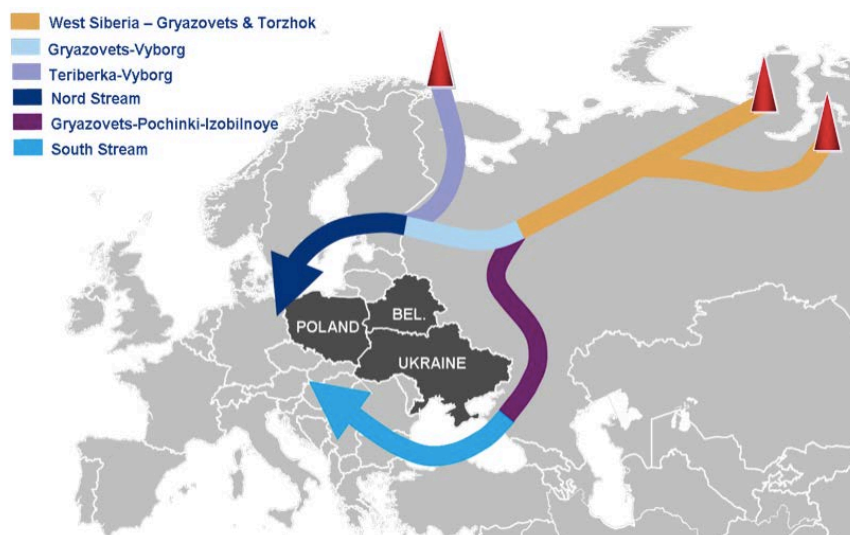 West Siberia – Gryazovets & Torzhok
Gryazovets-Vyborg
Teriberka-Vyborg
Nord Stream
Gryazovets-Pochinki-Izobilnoye
South Stream
POLAND
BEL.
UKRAINE